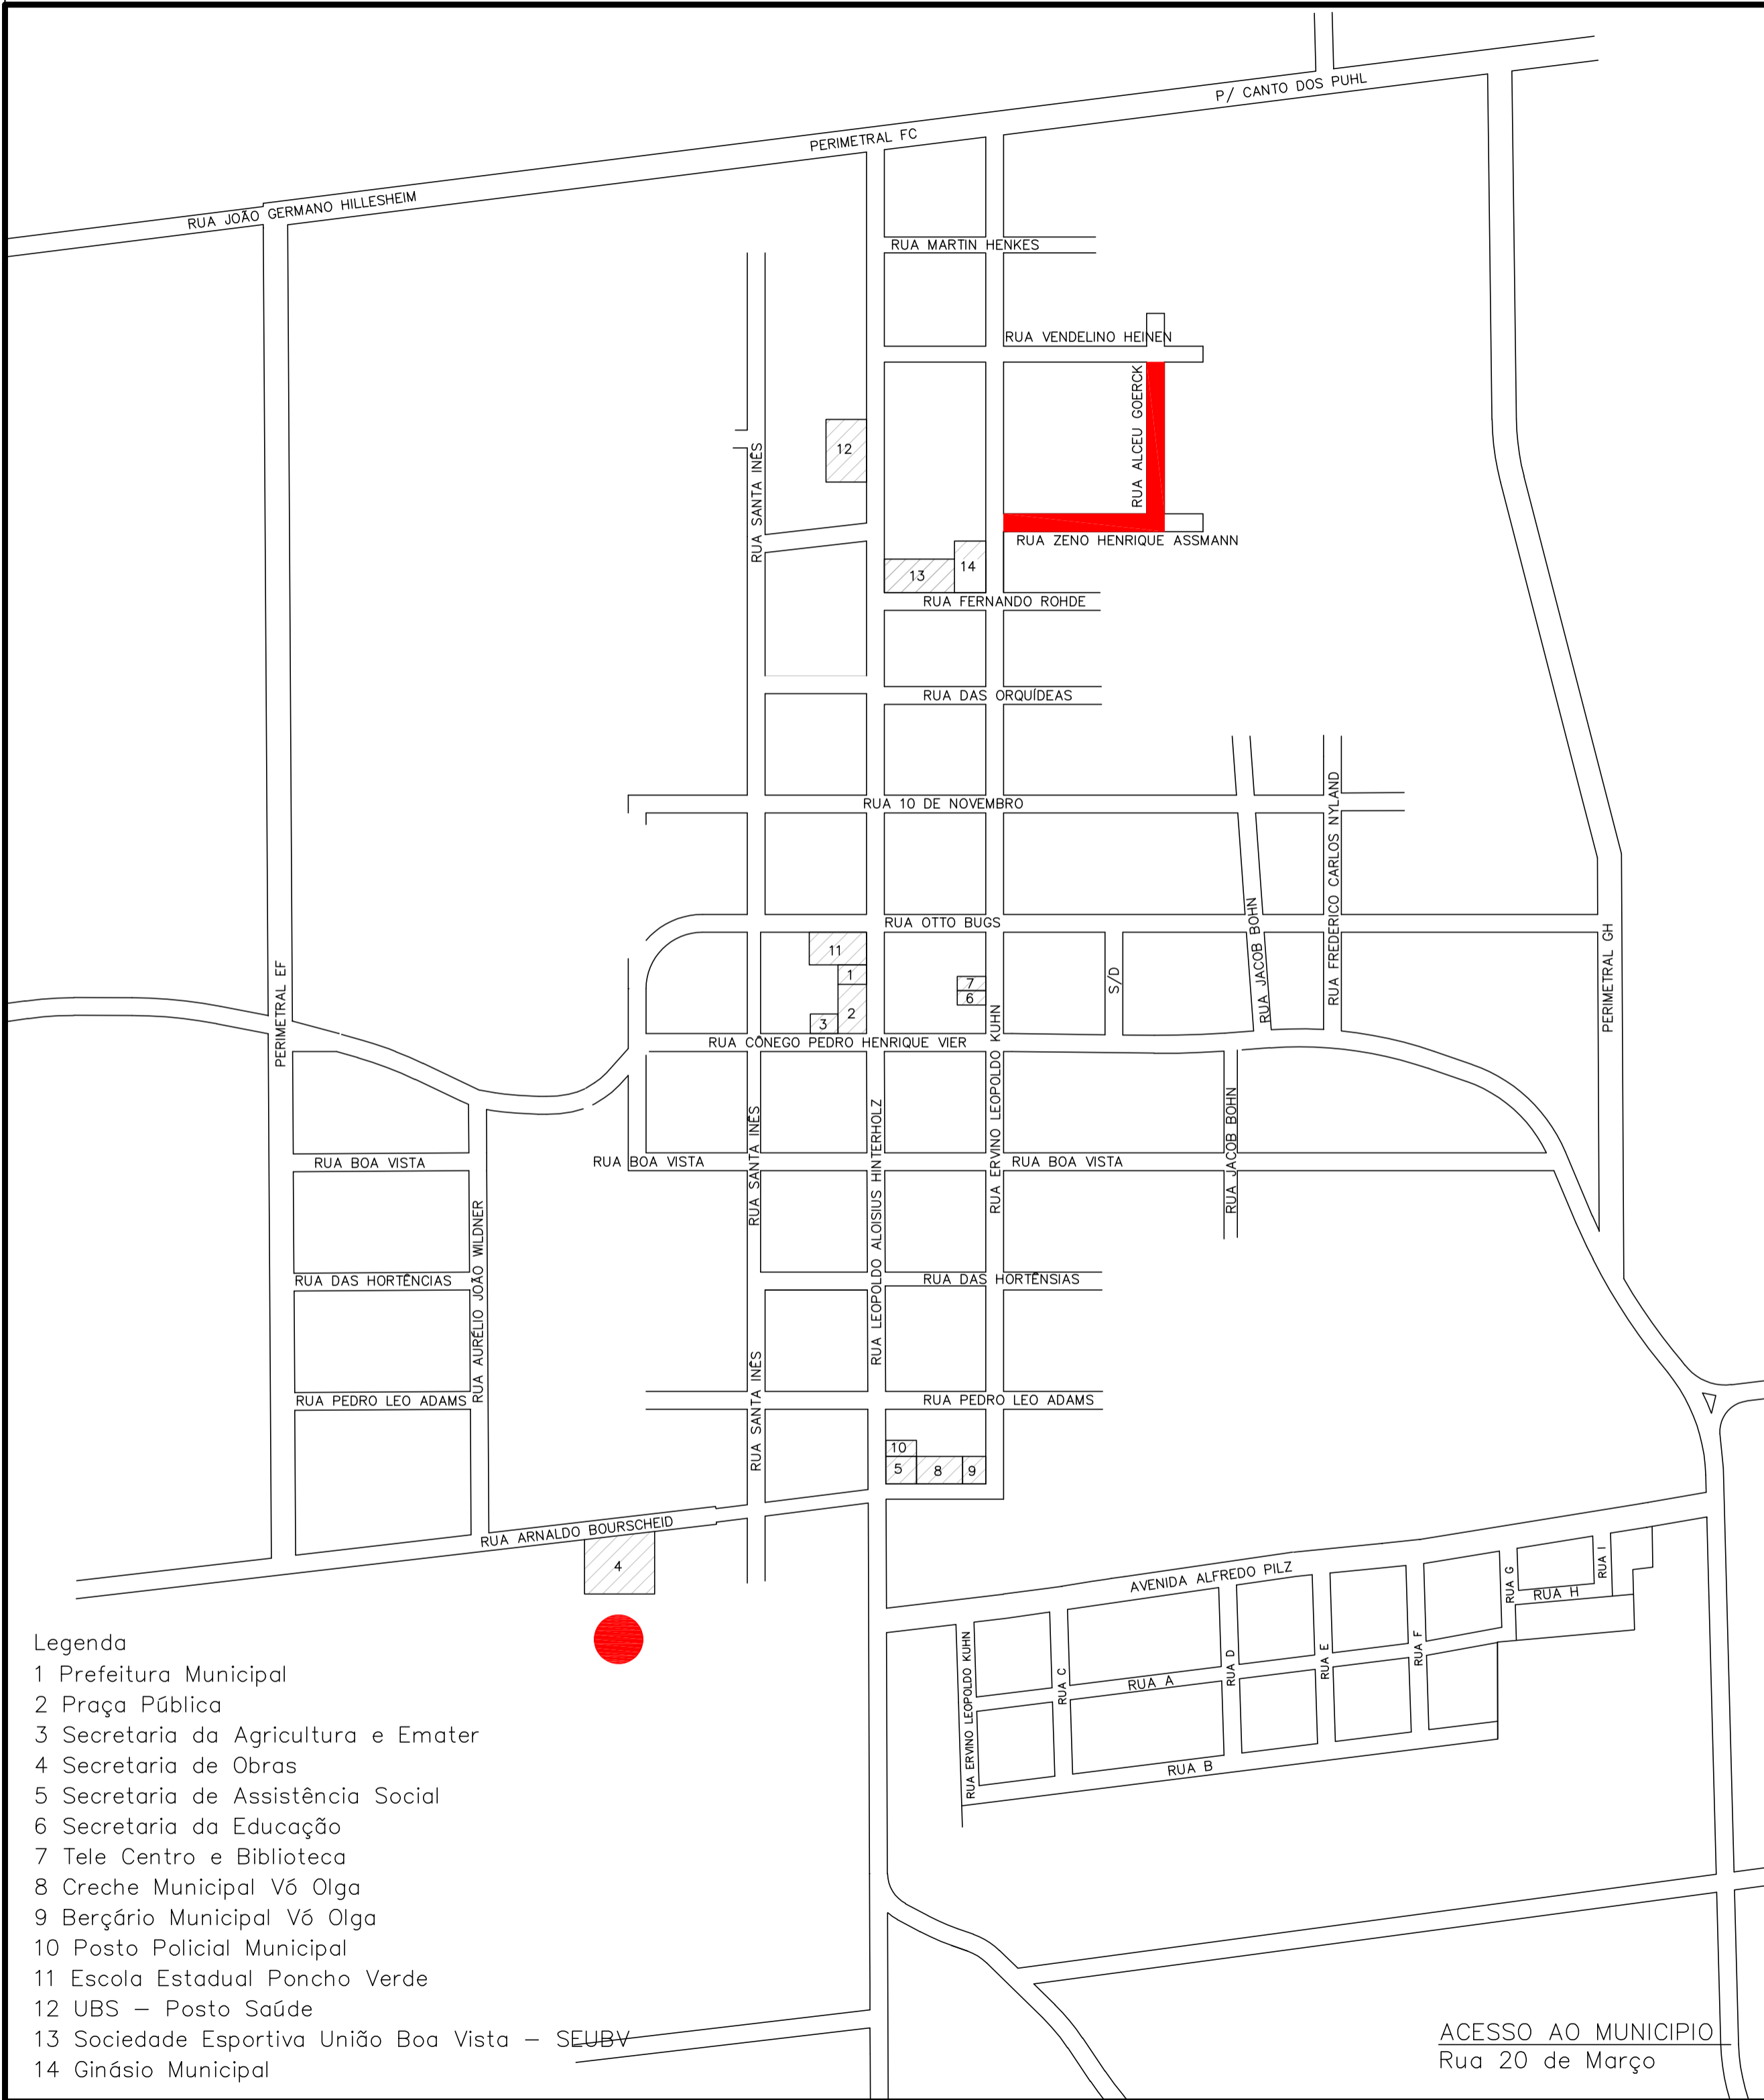 P/ CANTO DOS PUHL
PERIMETRAL FC
RUA JOÃO GERMANO HILLESHEIM
RUA MARTIN HENKES
RUA VENDELINO HEINEN
RUA ALCEU GOERCK
12
RUA SANTA INÊS
RUA ZENO HENRIQUE ASSMANN
14
13
RUA FERNANDO ROHDE
RUA DAS ORQUÍDEAS
RUA 10 DE NOVEMBRO
RUA FREDERICO CARLOS NYLAND
RUA JACOB BOHN
RUA OTTO BUGS
PERIMETRAL GH
PERIMETRAL EF
11
1
2
3
7
6
S/D
RUA CÔNEGO PEDRO HENRIQUE VIER
RUA ERVINO LEOPOLDO KUHN
RUA SANTA INÊS
RUA LEOPOLDO ALOISIUS HINTERHOLZ
RUA JACOB BOHN
RUA BOA VISTA
RUA BOA VISTA
RUA BOA VISTA
RUA AURÉLIO JOÃO WILDNER
RUA DAS HORTÊNCIAS
RUA DAS HORTÊNSIAS
RUA SANTA INÊS
RUA PEDRO LEO ADAMS
RUA PEDRO LEO ADAMS
10
5
8
9
RUA ARNALDO BOURSCHEID
4
AVENIDA ALFREDO PILZ
RUA G
RUA I
RUA H
RUA ERVINO LEOPOLDO KUHN
RUA C
RUA A
RUA D
RUA E
RUA F
RUA B
Legenda
1 Prefeitura Municipal
2 Praça Pública
3 Secretaria da Agricultura e Emater
4 Secretaria de Obras
5 Secretaria de Assistência Social
6 Secretaria da Educação
7 Tele Centro e Biblioteca
8 Creche Municipal Vó Olga
9 Berçário Municipal Vó Olga
10 Posto Policial Municipal
11 Escola Estadual Poncho Verde
12 UBS – Posto Saúde
13 Sociedade Esportiva União Boa Vista – SEUBV
14 Ginásio Municipal
ACESSO AO MUNICIPIO
Rua 20 de Março